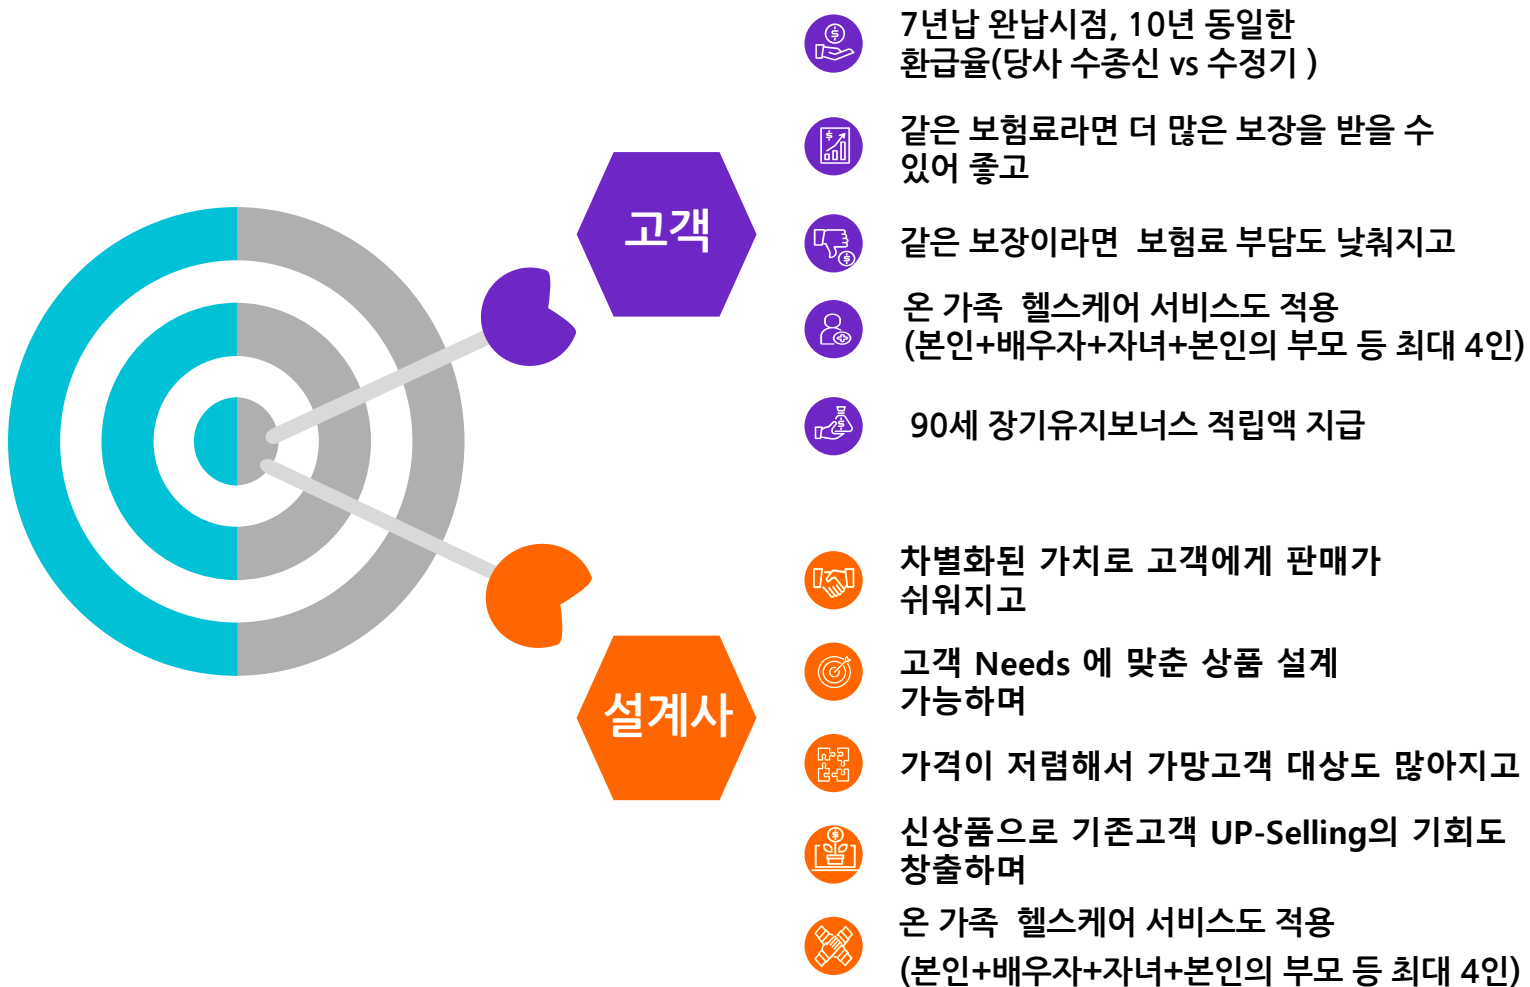 7년납 완납시점, 10년 동일한
환급율(당사 수종신 vs 수정기 )
같은 보험료라면 더 많은 보장을 받을 수
있어 좋고
고객
같은 보장이라면 보험료 부담도 낮춰지고
온 가족 헬스케어 서비스도 적용
(본인+배우자+자녀+본인의 부모 등 최대 4인)
90세 장기유지보너스 적립액 지급
차별화된 가치로 고객에게 판매가
쉬워지고
고객 Needs 에 맞춘 상품 설계
가능하며
설계사
가격이 저렴해서 가망고객 대상도 많아지고
신상품으로 기존고객 UP-Selling의 기회도
창출하며
온 가족 헬스케어 서비스도 적용
(본인+배우자+자녀+본인의 부모 등 최대 4인)